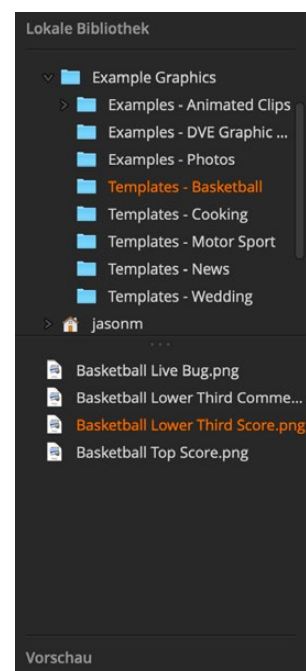 Lokale Bibliothek
Example Graphics
Examples - Animated Clips
Examples - DVE Graphic ...
Examples - Photos
Templates - Basketball
Templates - Cooking
Templates - Motor Sport
Templates - News
Templates - Wedding
jasonm
Basketball Live Bug.png
Basketball Lower Third Comme...
Basketball Lower Third Score.png
Basketball Top Score.png
Vorschau